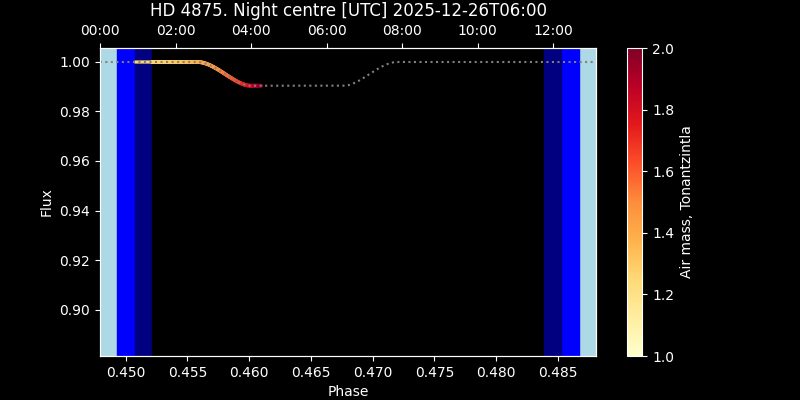 HD 4875. Night centre [UTC] 2025-12-26T06:00
00:00 02:00 04:00 06:00 08:00 10:00 12:00
1.00
0.98
0.96
0.94
0.92
0.90
Flux
0.450 0.455 0.460 0.465 0.470 0.475 0.480 0.485
Phase
2.0
1.8
1.6
1.4
1.2
1.0
Air mass, Tonantzintla